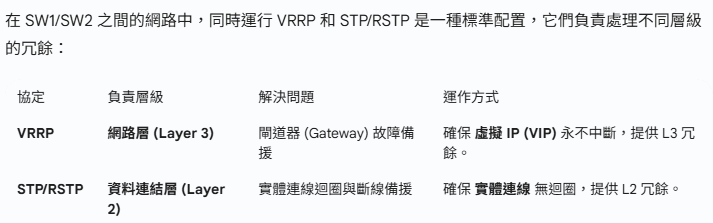 在 SW1/SW2 之間的網路中，同時運行 VRRP 和 STP/RSTP 是一種標準配置，它們負責處理不同層級
的冗餘：
協定 負責層級 解決問題 運作方式
VRRP 網路層 (Layer 3) 閘道器 (Gateway) 故障備 確保 虛擬 IP (VIP) 永不中斷，提供 L3 冗
援 餘。
STP/RSTP 資料連結層 (Layer 實體連線迴圈與斷線備援 確保 實體連線 無迴圈，提供 L2 冗餘。
2)